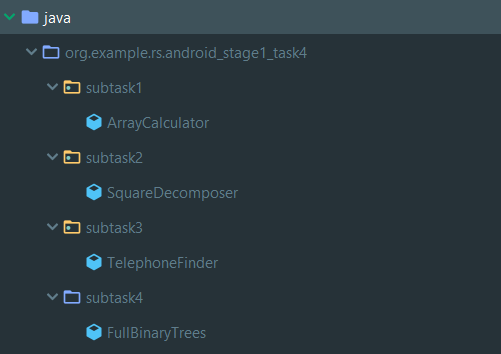 java
org.example.rs.android_stage1_task4
subtask1
ArrayCalculator
subtask2
SquareDecomposer
subtask3
TelephoneFinder
subtask4
FullBinaryTrees